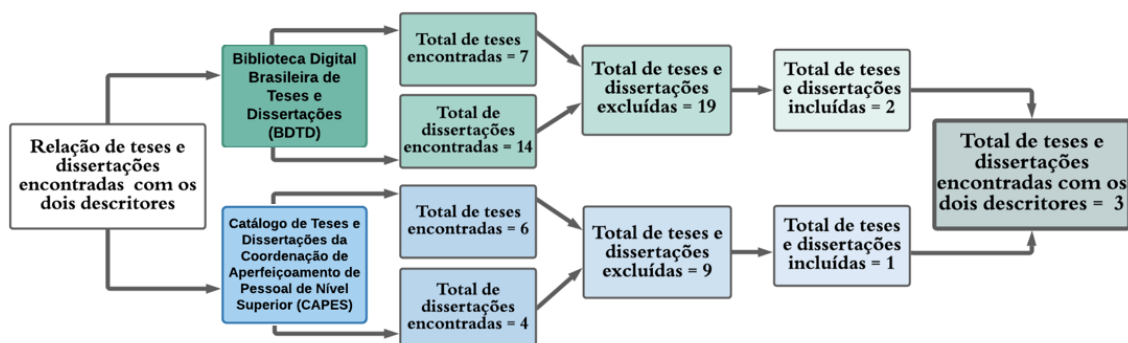 Relação de teses e
dissertações
encontradas com os
dois descritores
Biblioteca Digital
Brasileira de
Teses e
Dissertações
(BDTD)
Total de teses
encontradas = 7
Total de
dissertações
encontradas = 14
Total de teses e
dissertações
excluídas = 19
Total de teses
e dissertações
incluídas = 2
Catálogo de Teses e
Dissertações da
Coordenação de
Aperfeiçoamento de
Pessoal de Nível
Superior (CAPES)
Total de teses
encontradas = 6
Total de
dissertações
encontradas = 4
Total de teses e
dissertações
excluídas = 9
Total de teses
e dissertações
incluídas = 1
Total de teses e
dissertações
encontradas com os
dois descritores = 3